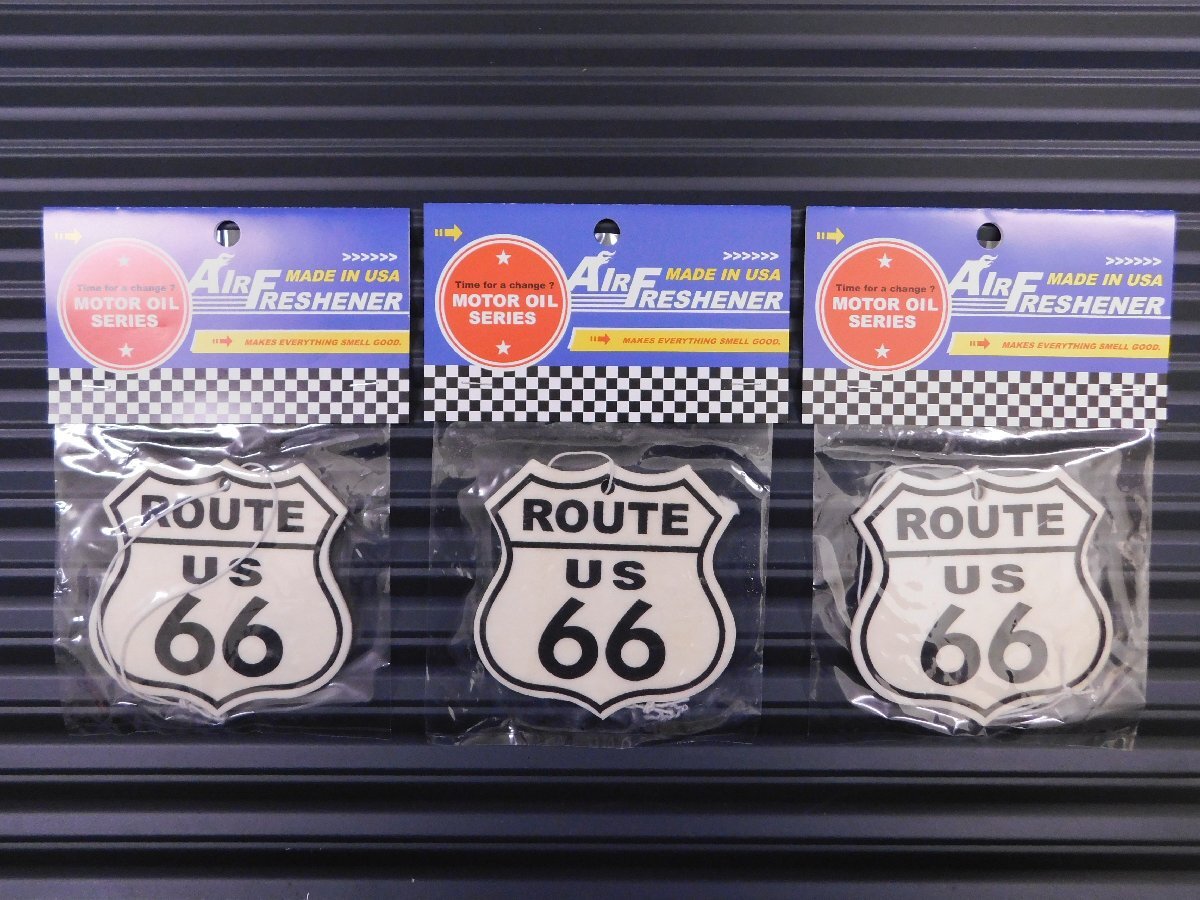 >>>>>>
Time for a change ?
MOTOR OIL
SERIES
AIR FRESHENER
MADE IN USA
MAKES EVERYTHING SMELL GOOD.
ROUTE
US
66
>>>>>>
Time for a change ?
MOTOR OIL
SERIES
AIR FRESHENER
MADE IN USA
MAKES EVERYTHING SMELL GOOD.
ROUTE
US
66
>>>>>>
Time for a change ?
MOTOR OIL
SERIES
AIR FRESHENER
MADE IN USA
MAKES EVERYTHING SMELL GOOD.
ROUTE
US
66